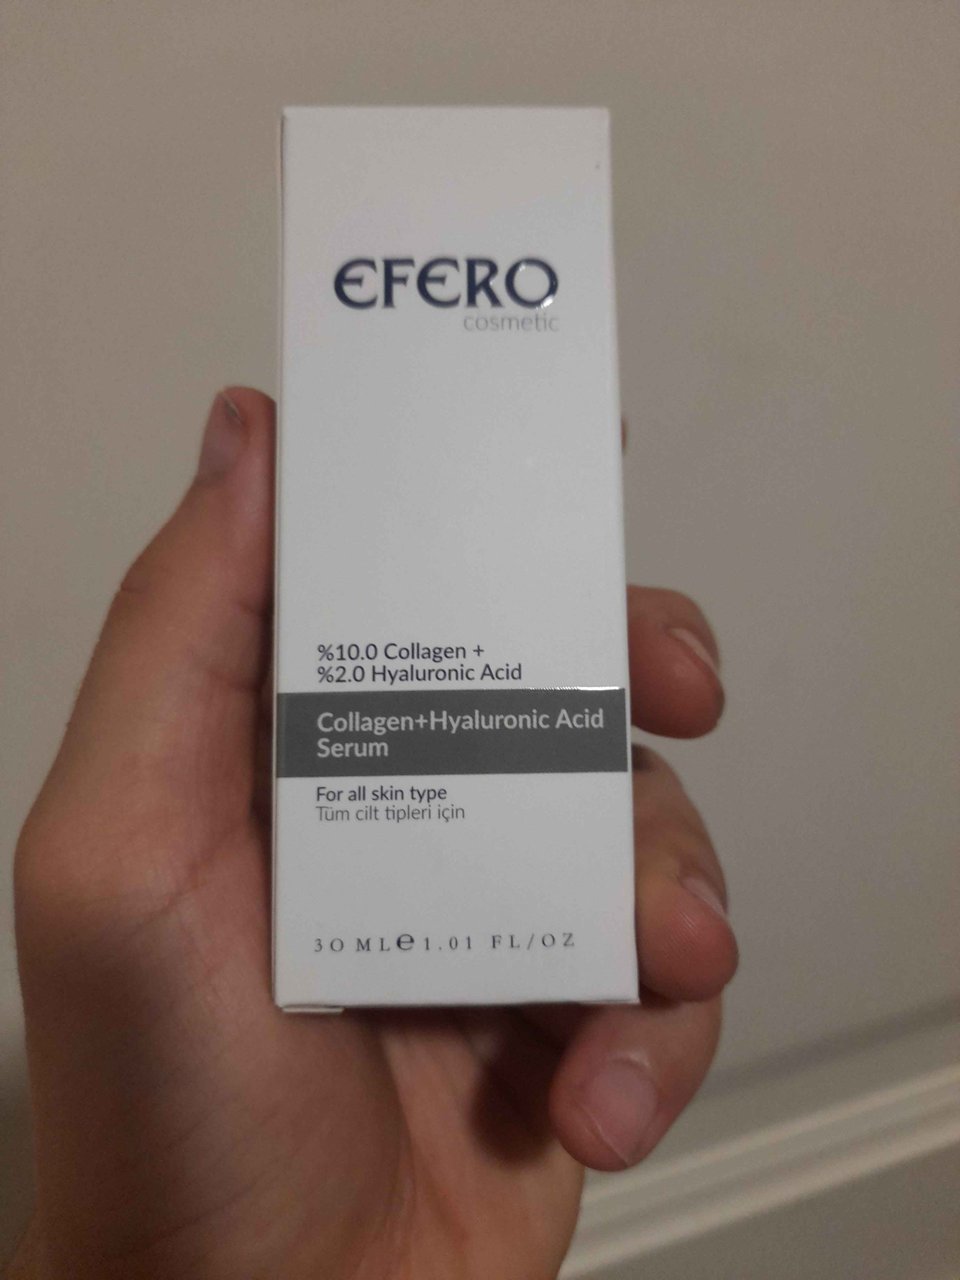 EFERO
cosmetic
%10.0 Collagen +
%2.0 Hyaluronic Acid
Collagen+Hyaluronic Acid
Serum
For all skin type
Tüm cilt tipleri için
30 ML℮1.01 FL/OZ